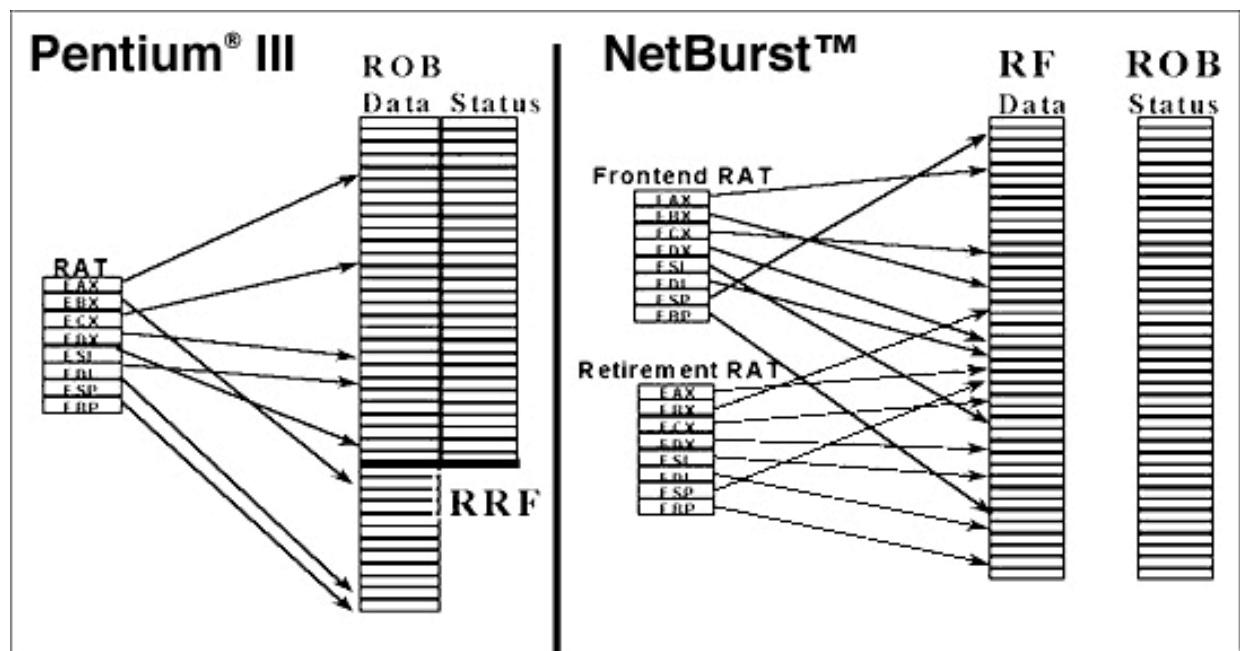 Pentium® III
ROB
Data Status
RAT
EAX
EBX
ECX
EDX
ESI
EDI
ESP
EBP
RRF
NetBurst™
RF ROB
Data Status
Frontend RAT
EAX
EBX
ECX
EDX
ESI
EDI
ESP
EBP
Retirement RAT
EAX
EBX
ECX
EDX
ESI
EDI
ESP
EBP